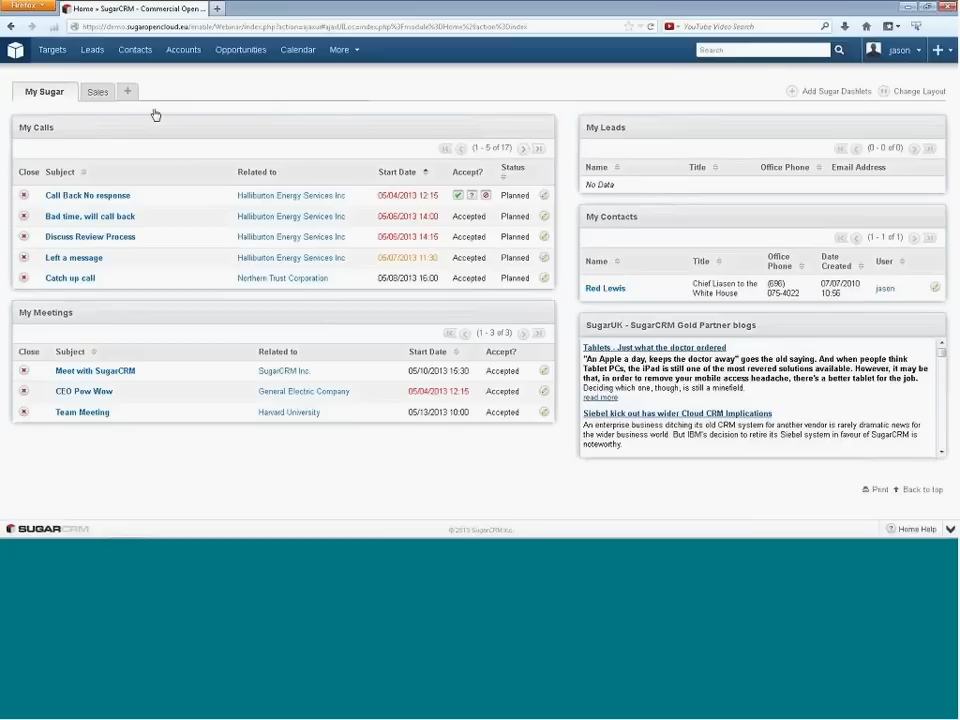 Firefox
Home » SugarCRM - Commercial Open ...
YouTube Video Search
Targets Leads Contacts Accounts Opportunities Calendar More Search jason
My Sugar Sales + Add Sugar Dashlets Change Layout
My Calls
(1 - 5 of 17)
Close Subject Related to Start Date Accept? Status
Call Back No response Halliburton Energy Services Inc 05/04/2013 12:15 Planned
Bad time, will call back Halliburton Energy Services Inc 05/06/2013 14:00 Accepted Planned
Discuss Review Process Halliburton Energy Services Inc 05/06/2013 14:15 Accepted Planned
Left a message Halliburton Energy Services Inc 05/07/2013 11:30 Accepted Planned
Catch up call Northern Trust Corporation 05/08/2013 16:00 Accepted Planned
My Meetings
(1 - 3 of 3)
Close Subject Related to Start Date Accept?
Meet with SugarCRM SugarCRM Inc. 05/10/2013 15:30 Accepted
CEO Pow Wow General Electric Company 05/04/2013 12:15 Accepted
Team Meeting Harvard University 05/13/2013 10:00 Accepted
My Leads
(0 - 0 of 0)
Name Title Office Phone Email Address
No Data
My Contacts
(1 - 1 of 1)
Name Title Office Phone Date Created User
Red Lewis Chief Liason to the White House (696) 075-4022 07/07/2010 10:56 jason
SugarUK - SugarCRM Gold Partner blogs
Tablets - Just what the doctor ordered
"An Apple a day, keeps the doctor away" goes the old saying. And when people think
Tablet PCs, the iPad is still one of the most revered solutions available. However, it may be
that, in order to remove your mobile access headache, there's a better tablet for the job.
Deciding which one, though, is still a minefield.
read more
Siebel kick out has wider Cloud CRM Implications
An enterprise business ditching its old CRM system for another vendor is rarely dramatic news for
the wider business world. But IBM's decision to retire its Siebel system in favour of SugarCRM is
noteworthy.
Print Back to top
SUGARCRM © 2013 SugarCRM Inc. Home Help